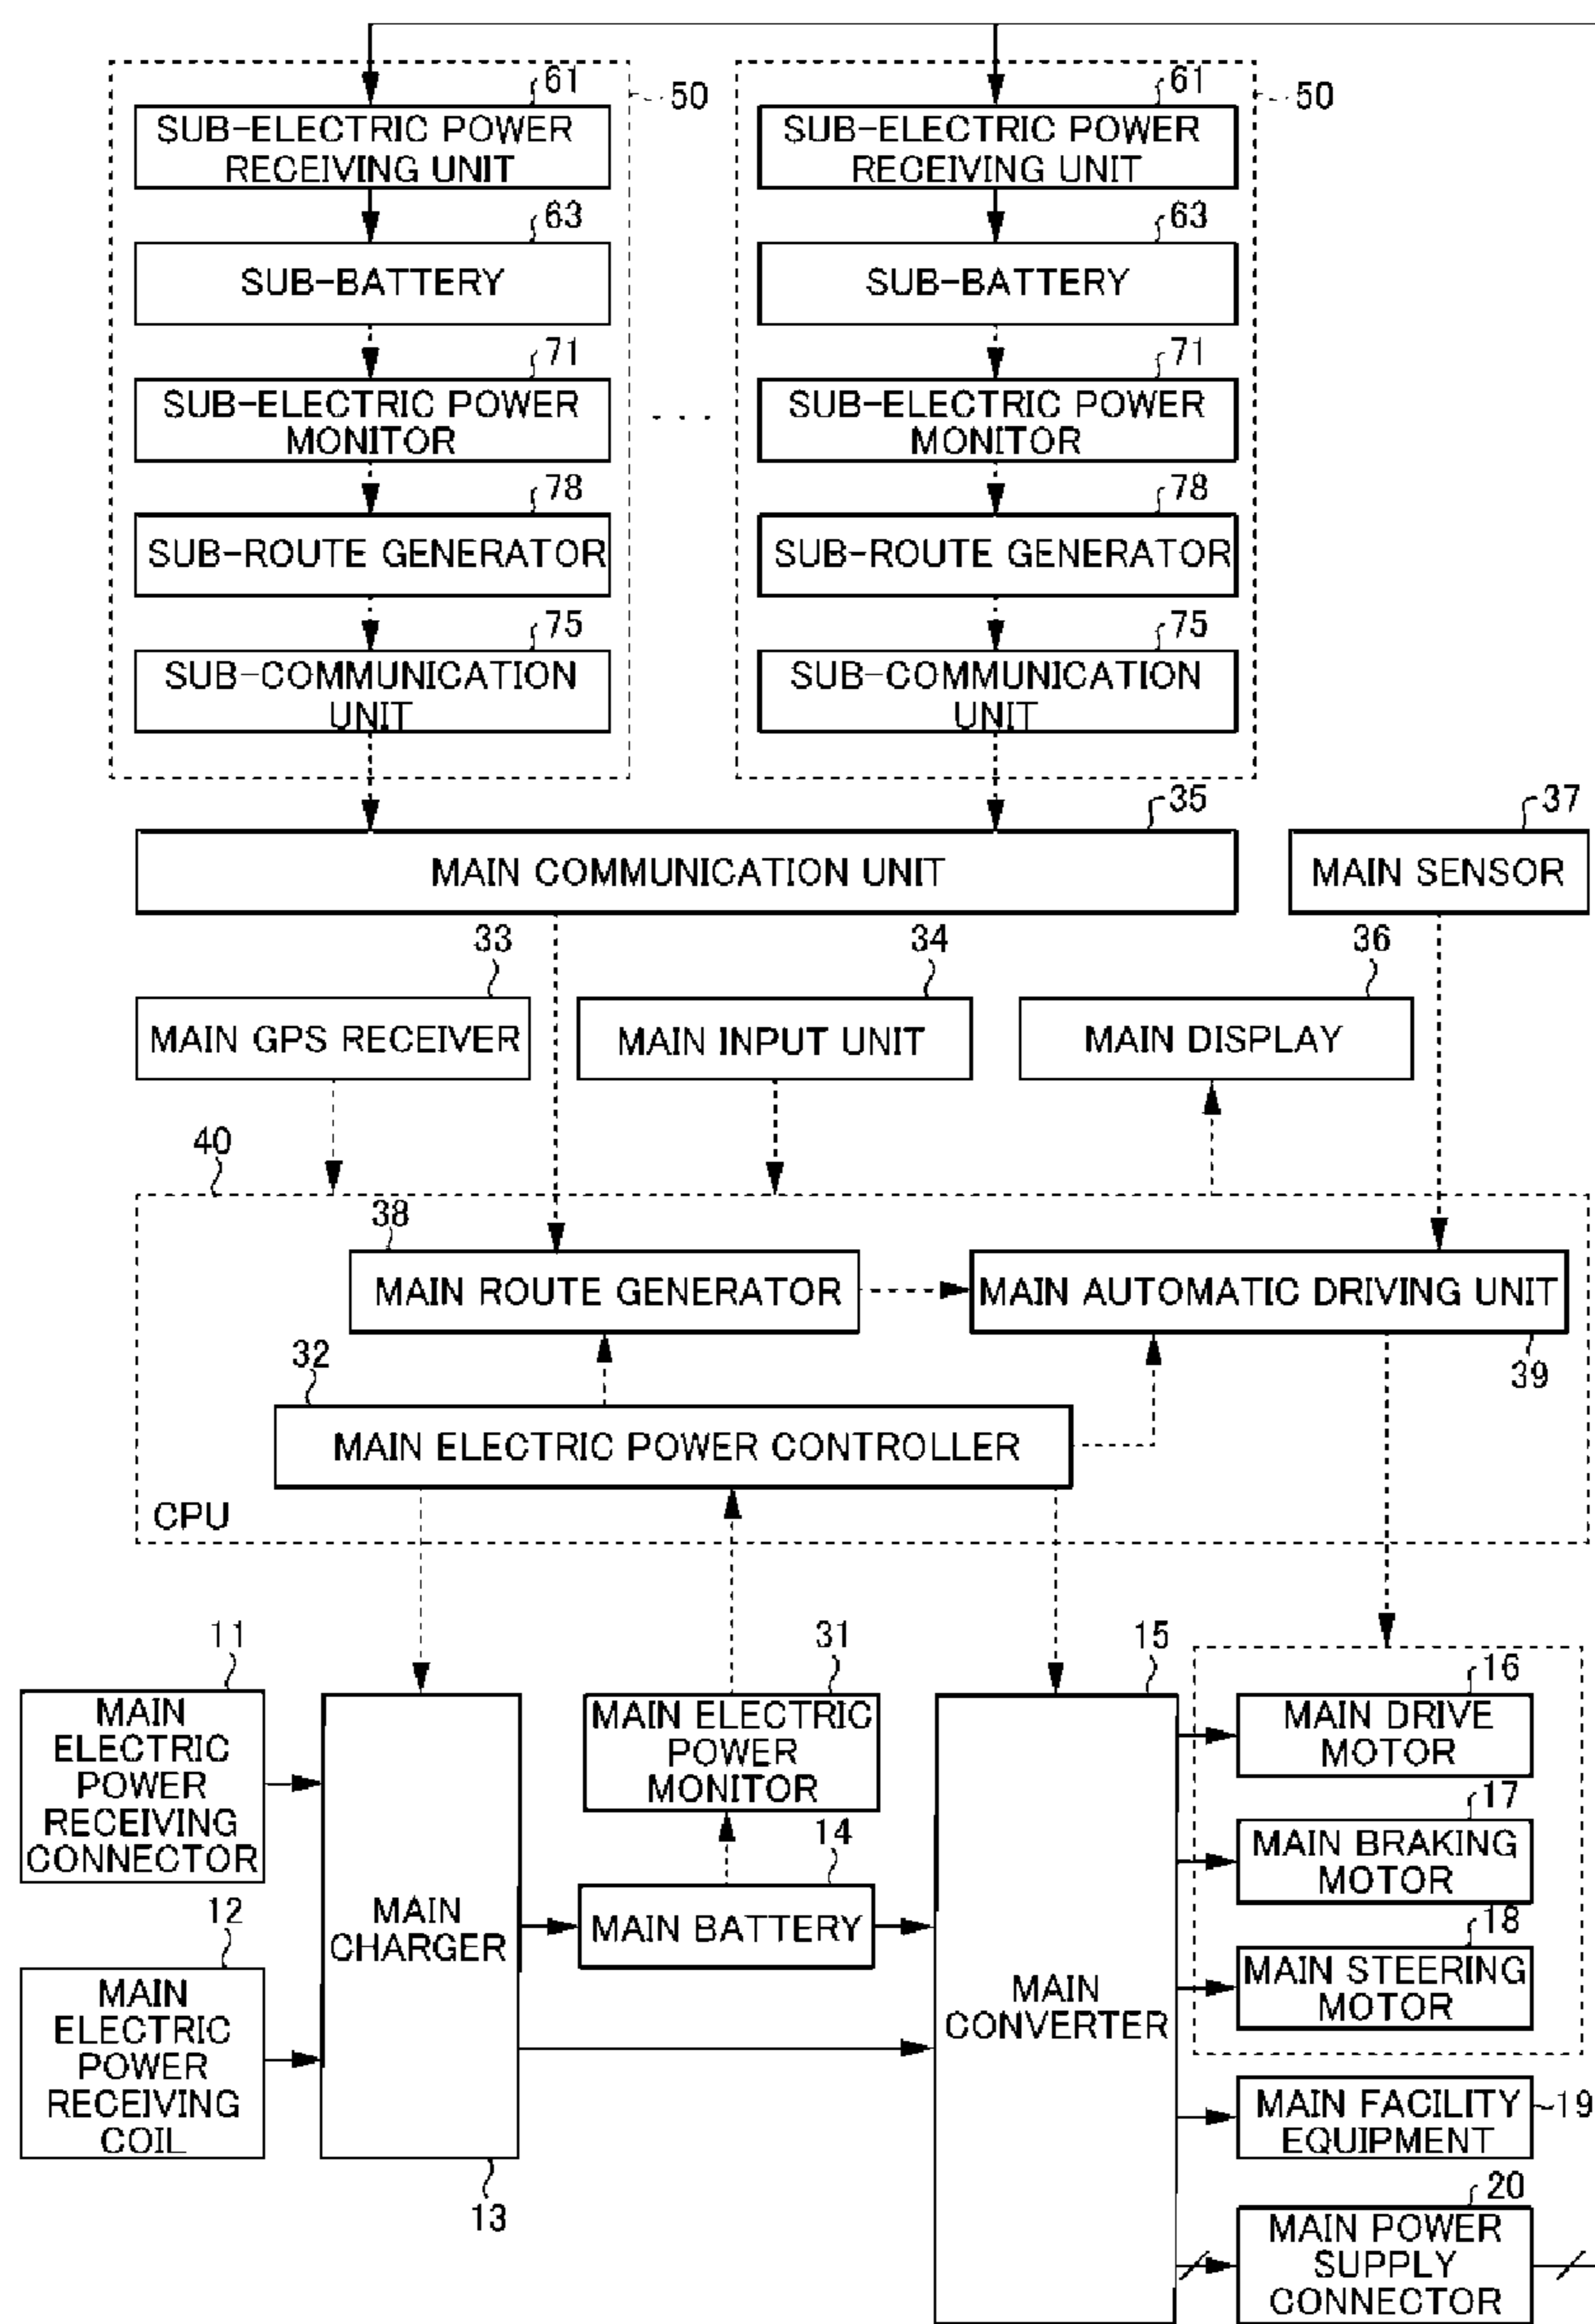 61
50
SUB-ELECTRIC POWER
RECEIVING UNIT
63
SUB-BATTERY
71
SUB-ELECTRIC POWER
MONITOR
78
SUB-ROUTE GENERATOR
75
SUB-COMMUNICATION
UNIT
. . .
61
50
SUB-ELECTRIC POWER
RECEIVING UNIT
63
SUB-BATTERY
71
SUB-ELECTRIC POWER
MONITOR
78
SUB-ROUTE GENERATOR
75
SUB-COMMUNICATION
UNIT
35
MAIN COMMUNICATION UNIT
37
MAIN SENSOR
33
MAIN GPS RECEIVER
34
MAIN INPUT UNIT
36
MAIN DISPLAY
40
38
MAIN ROUTE GENERATOR
MAIN AUTOMATIC DRIVING UNIT
39
32
MAIN ELECTRIC POWER CONTROLLER
CPU
11
MAIN
ELECTRIC
POWER
RECEIVING
CONNECTOR
12
MAIN
ELECTRIC
POWER
RECEIVING
COIL
MAIN
CHARGER
13
31
MAIN ELECTRIC
POWER
MONITOR
14
MAIN BATTERY
15
MAIN
CONVERTER
16
MAIN DRIVE
MOTOR
17
MAIN BRAKING
MOTOR
18
MAIN STEERING
MOTOR
MAIN FACILITY
EQUIPMENT
19
20
MAIN POWER
SUPPLY
CONNECTOR